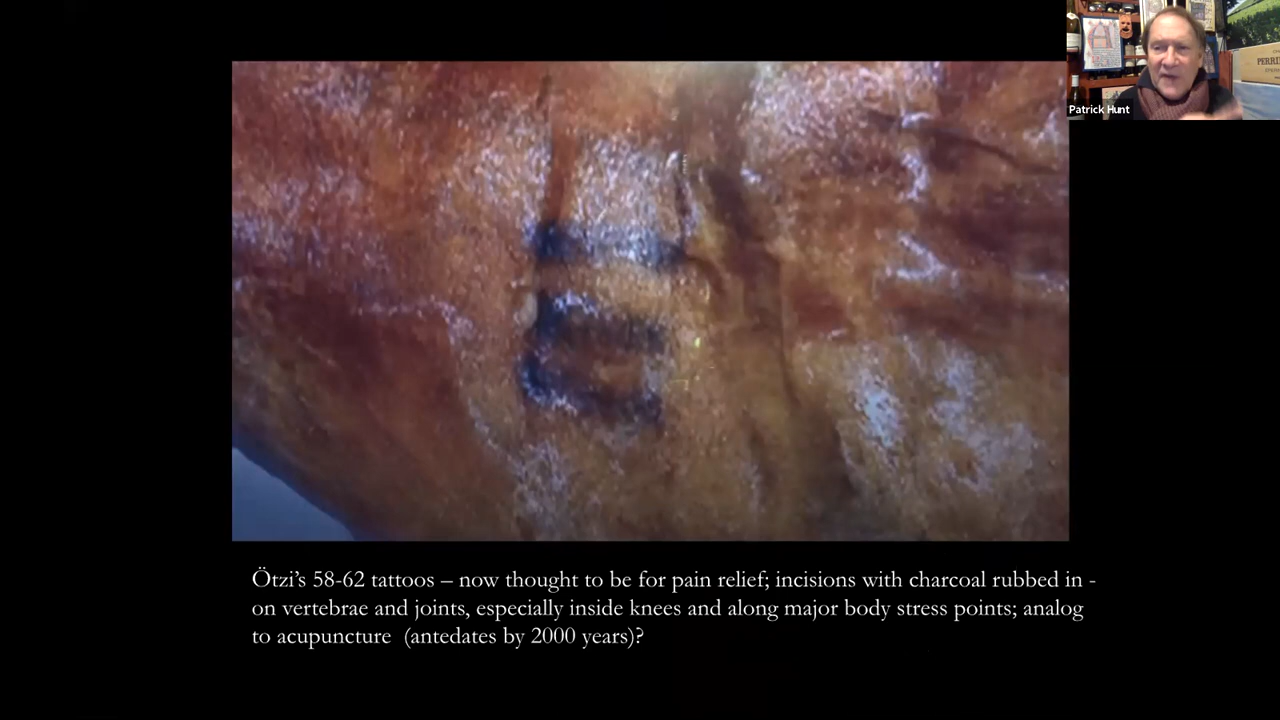 PERRI
Patrick Hunt
Ötzi's 58-62 tattoos – now thought to be for pain relief; incisions with charcoal rubbed in -
on vertebrae and joints, especially inside knees and along major body stress points; analog
to acupuncture  (antedates by 2000 years)?